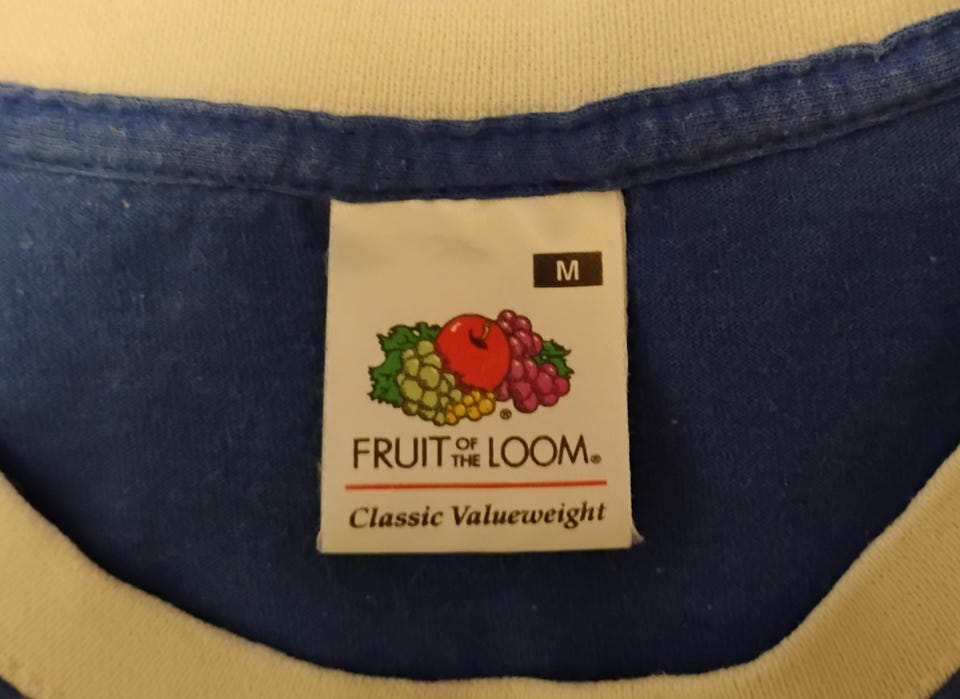 M
®
FRUIT OF THE LOOM®
Classic Valueweight